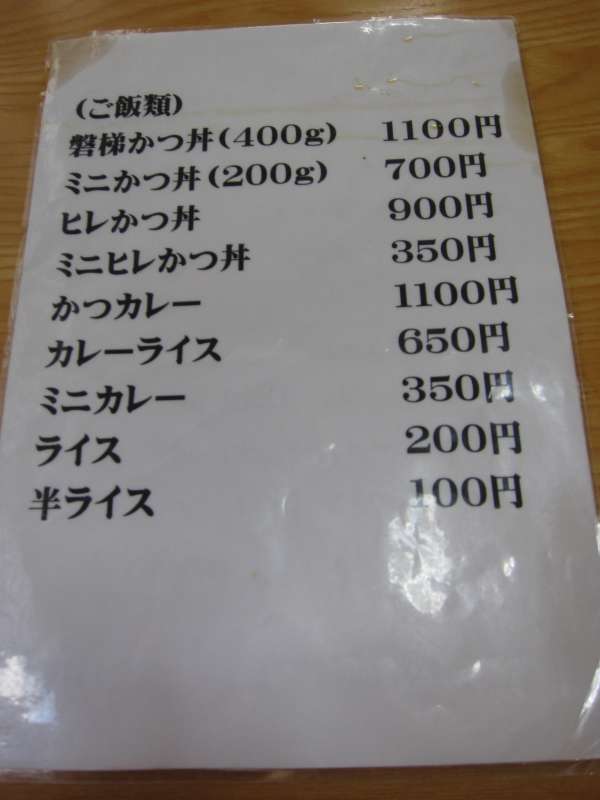 (ご飯類)
磐梯かつ丼(400g) 1100円
ミニかつ丼(200g) 700円
ヒレかつ丼 900円
ミニヒレかつ丼 350円
かつカレー 1100円
カレーライス 650円
ミニカレー 350円
ライス 200円
半ライス 100円